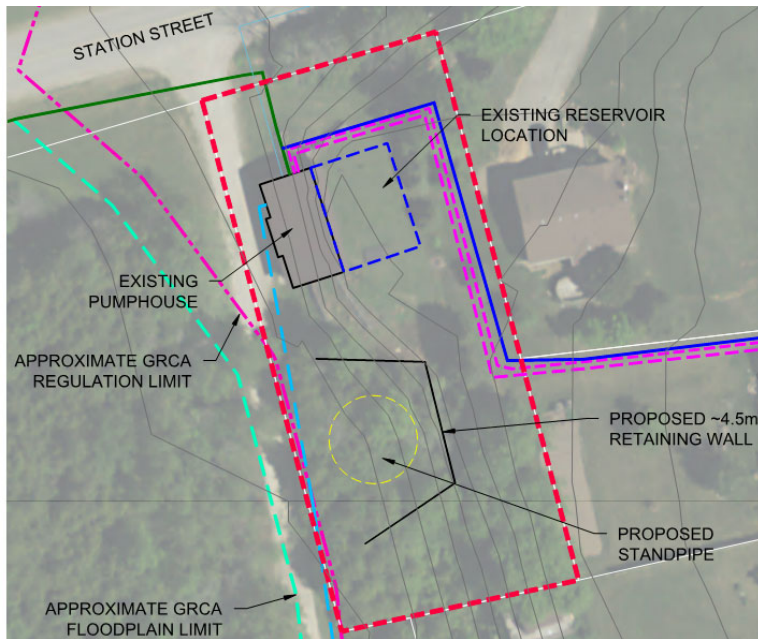 STATION STREET
EXISTING RESERVOIR
LOCATION
EXISTING
PUMPHOUSE
APPROXIMATE GRCA
REGULATION LIMIT
PROPOSED ~4.5m
RETAINING WALL
PROPOSED
STANDPIPE
APPROXIMATE GRCA
FLOODPLAIN LIMIT